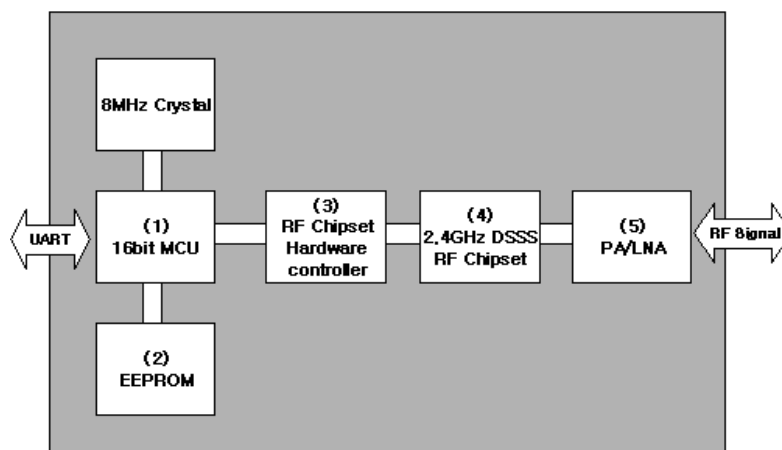 8MHz Crystal
UART
(1)
16bit MCU
(3)
RF Chipset
Hardware
controller
(4)
2.4GHz DSSS
RF Chipset
(5)
PA/LNA
RF Signal
(2)
EEPROM